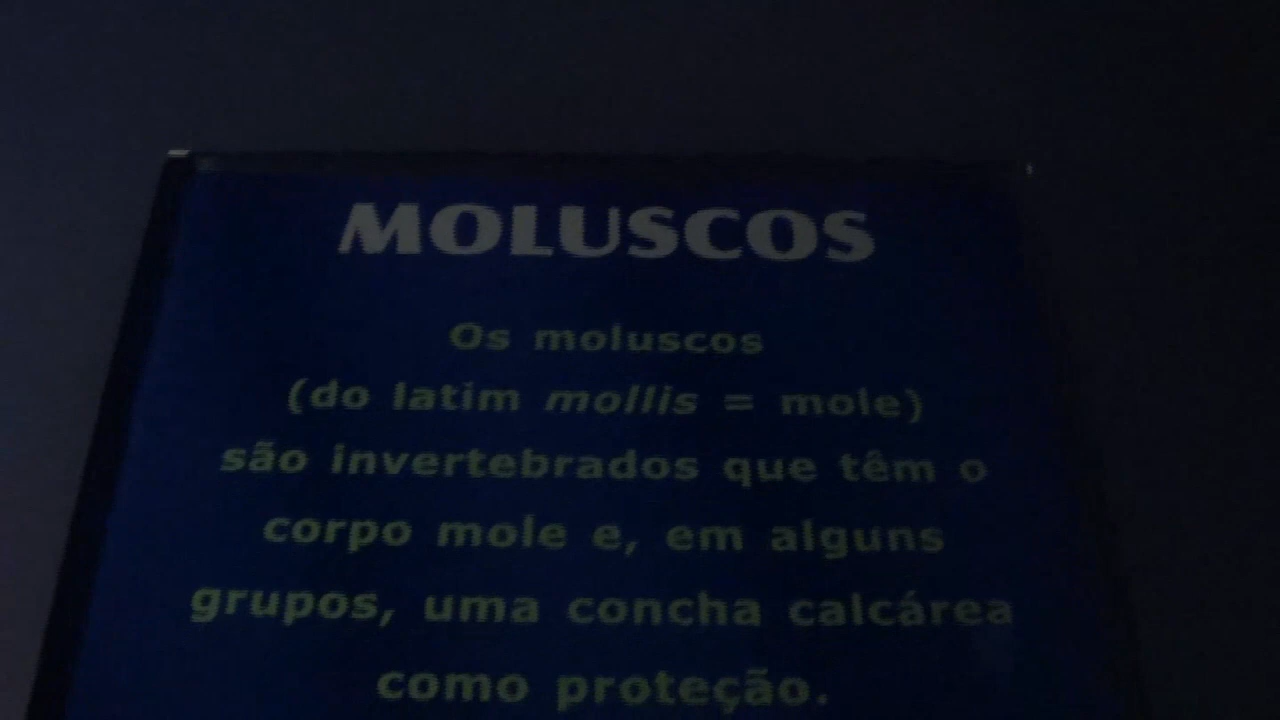 MOLUSCOS
Os moluscos
(do latim mollis = mole)
são invertebrados que têm o
corpo mole e, em alguns
grupos, uma concha calcárea
como proteção.